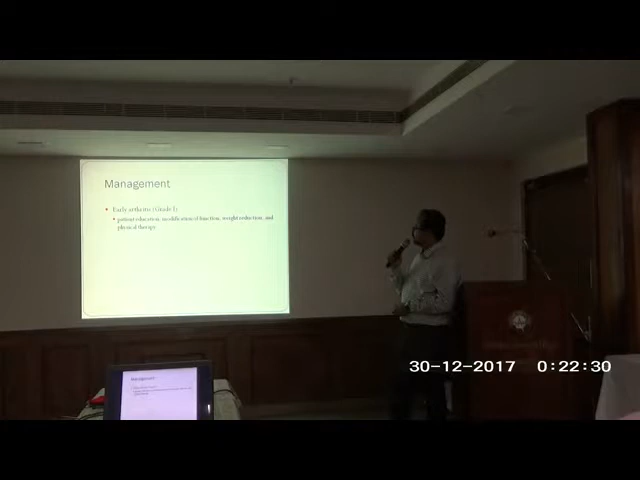 Management
Early arthritis (Grade I)
patient education, modification of function, weight reduction, and
physical therapy
30-12-2017 0:22:30
Management